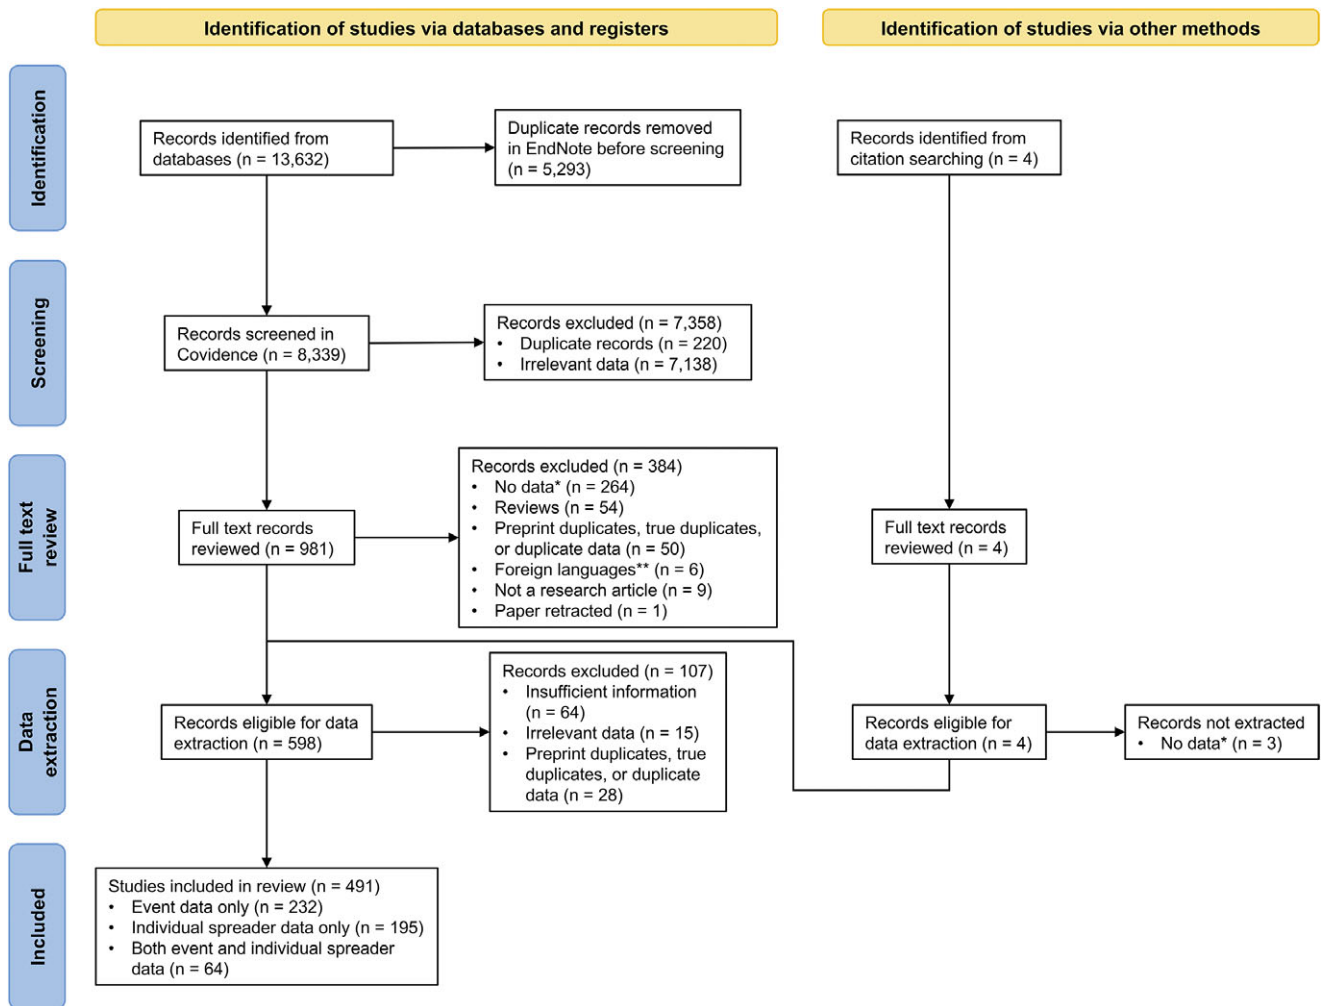 Identification of studies via databases and registers
Identification of studies via other methods
Identification
Records identified from
databases (n = 13,632)
Duplicate records removed
in EndNote before screening
(n = 5,293)
Records identified from
citation searching (n = 4)
Screening
Records screened in
Covidence (n = 8,339)
Records excluded (n = 7,358)
• Duplicate records (n = 220)
• Irrelevant data (n = 7,138)
Full text
review
Full text records
reviewed (n = 981)
Records excluded (n = 384)
• No data* (n = 264)
• Reviews (n = 54)
• Preprint duplicates, true duplicates,
or duplicate data (n = 50)
• Foreign languages** (n = 6)
• Not a research article (n = 9)
• Paper retracted (n = 1)
Full text records
reviewed (n = 4)
Data
extraction
Records eligible for data
extraction (n = 598)
Records excluded (n = 107)
• Insufficient information
(n = 64)
• Irrelevant data (n = 15)
• Preprint duplicates, true
duplicates, or duplicate
data (n = 28)
Records eligible for
data extraction (n = 4)
Records not extracted
• No data* (n = 3)
Included
Studies included in review (n = 491)
• Event data only (n = 232)
• Individual spreader data only (n = 195)
• Both event and individual spreader
data (n = 64)